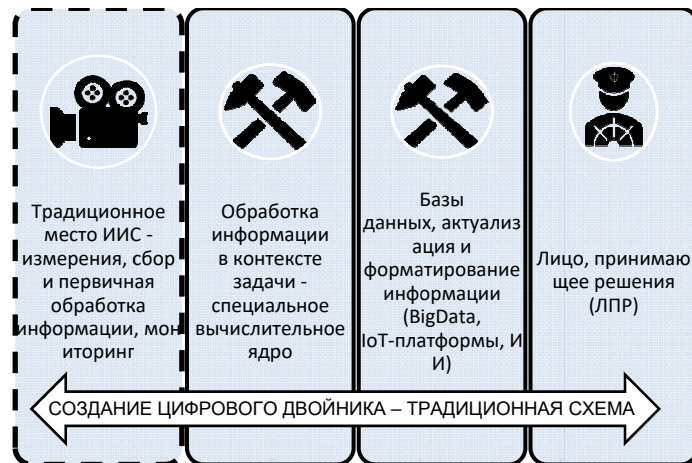 Традиционное
место ИИС -
измерения, сбор
и первичная
обработка
информации, мон
иторинг
Обработка
информации
в контексте
задачи -
специальное
вычислительное
ядро
Базы
данных, актуализ
ация и
форматирование
информации
(BigData,
IoT-платформы, И
И)
Лицо, принимаю
щее решения
(ЛПР)
СОЗДАНИЕ ЦИФРОВОГО ДВОЙНИКА – ТРАДИЦИОННАЯ СХЕМА